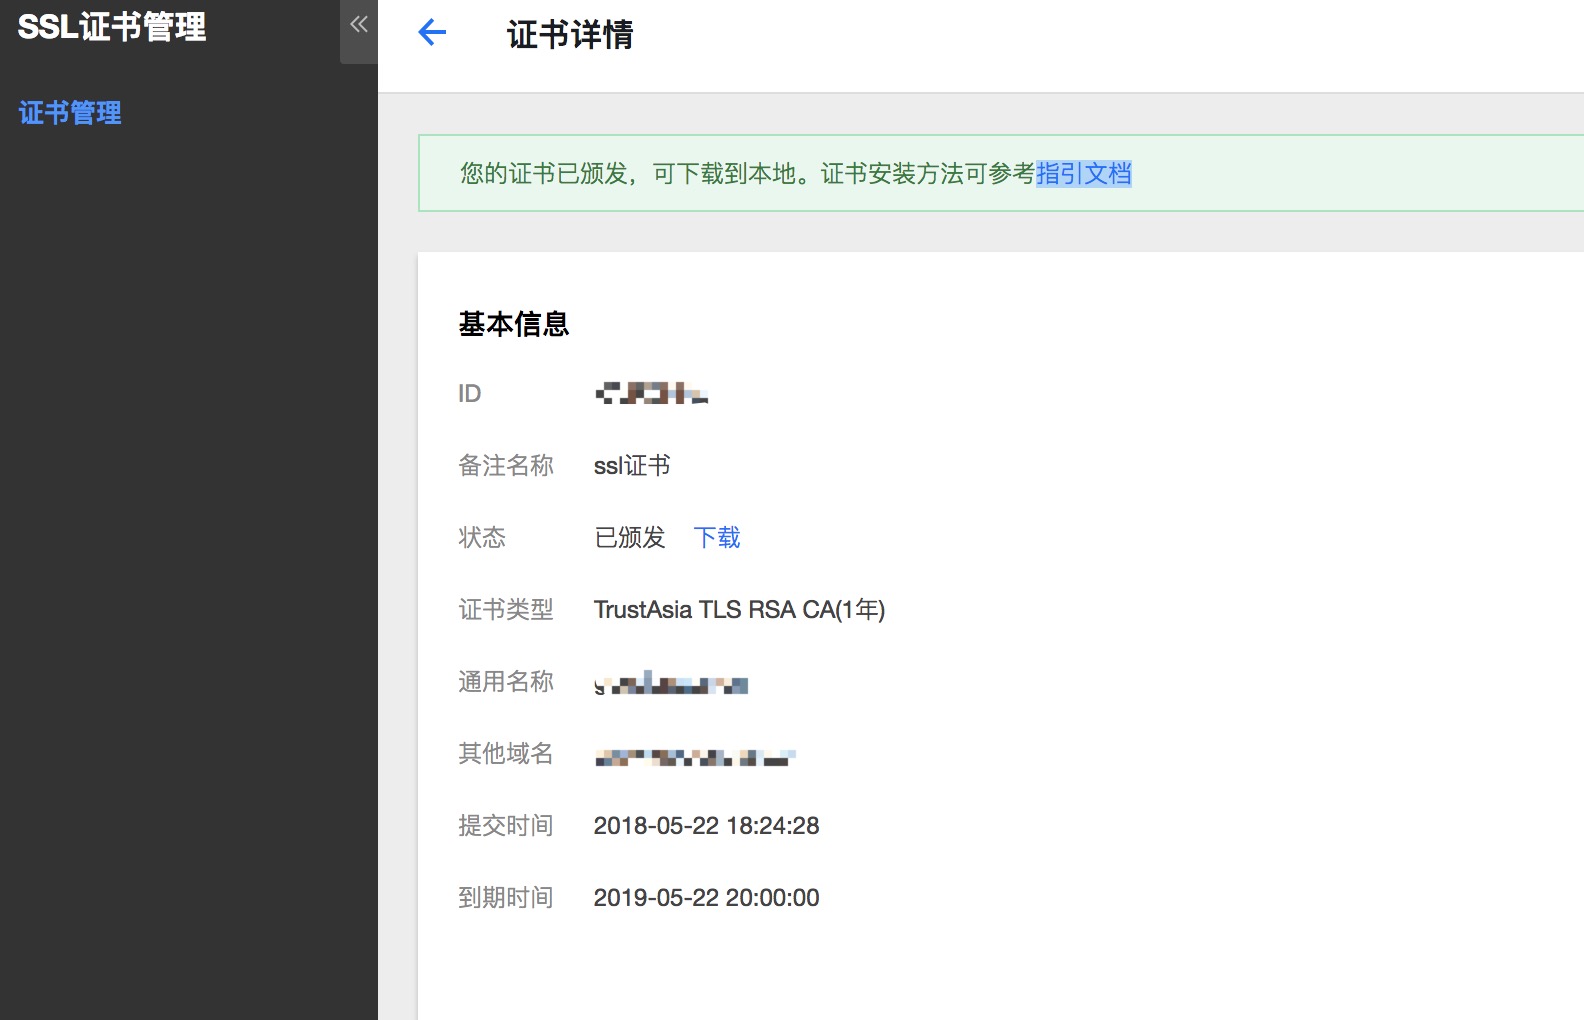 SSL证书管理
证书管理
证书详情
您的证书已颁发，可下载到本地。证书安装方法可参考指引文档
基本信息
ID
备注名称 ssl证书
状态 已颁发 下载
证书类型 TrustAsia TLS RSA CA(1年)
通用名称
其他域名
提交时间 2018-05-22 18:24:28
到期时间 2019-05-22 20:00:00